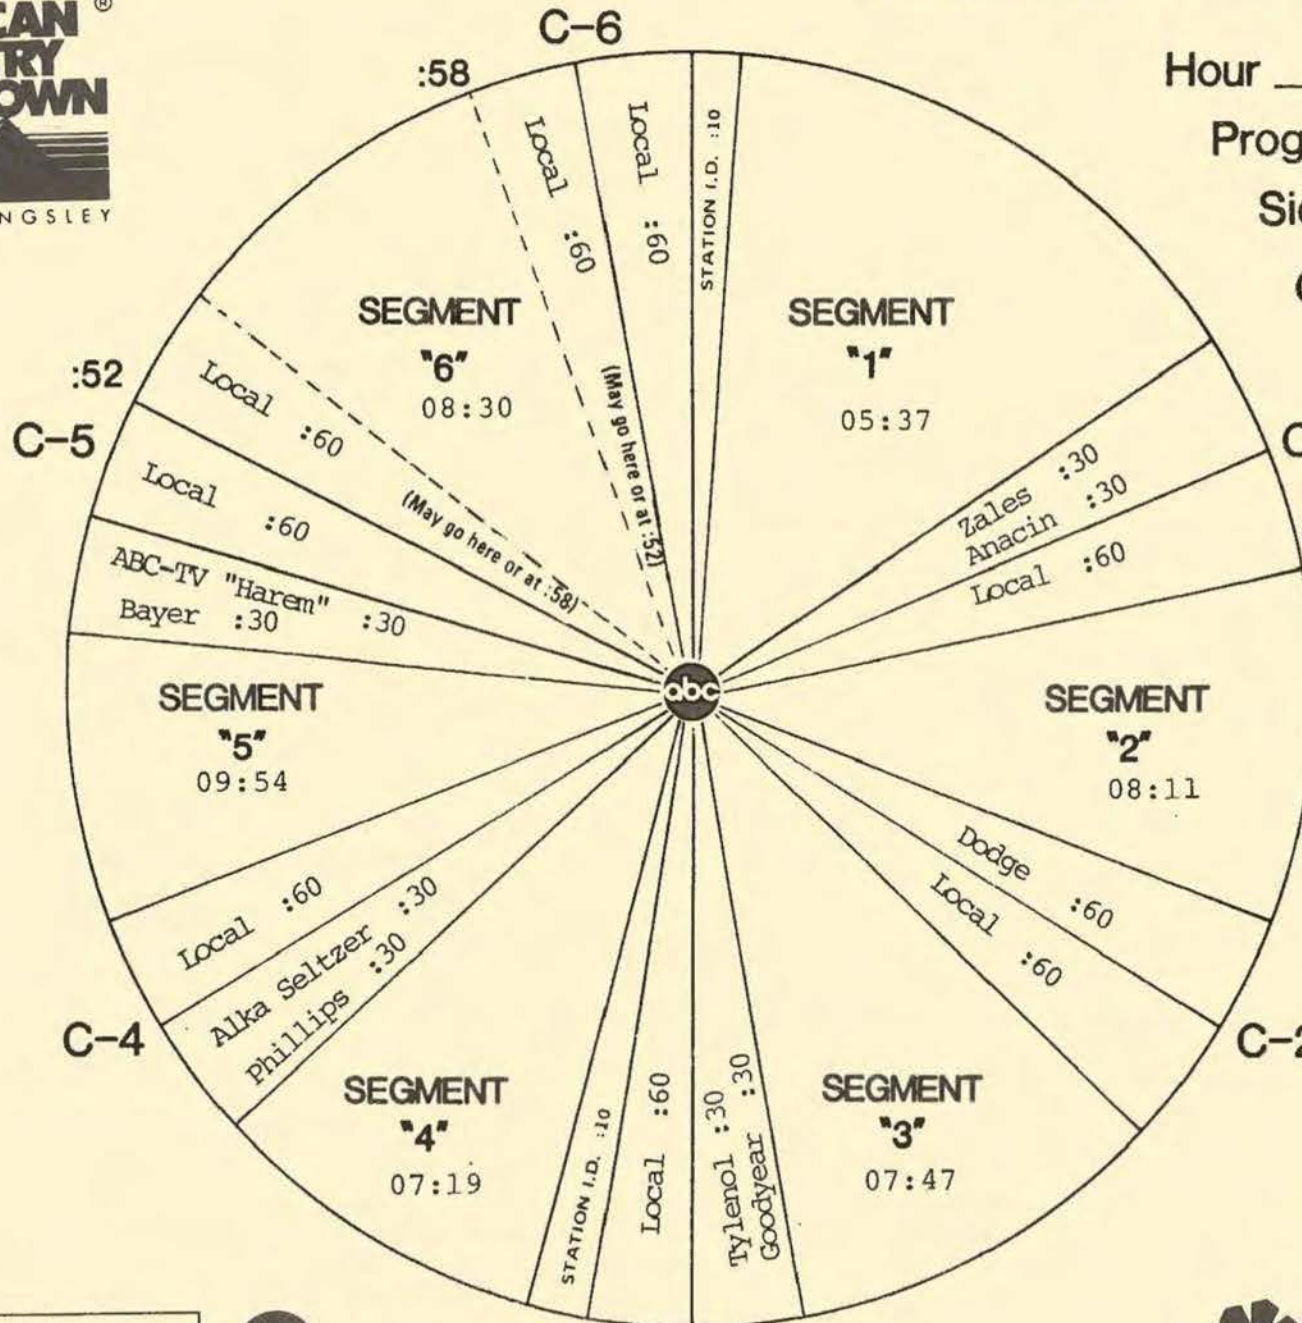 CAN ®
TRY
OWN
NGSLEY
C-6
:58
Hour
Prog
Local :60
Local :60
STATION I.D. :10
SEGMENT
"6"
08:30
(May go here or at :52)
SEGMENT
"1"
05:37
:52
C-5
Local :60
(May go here or at :58)
Local :60
ABC-TV "Harem" :30
Bayer :30
Zales :30
Anacin :30
Local :60
abc
SEGMENT
"5"
09:54
SEGMENT
"2"
08:11
Dodge :60
Local :60
C-2
Local :60
Alka Seltzer :30
Phillips :30
C-4
SEGMENT
"4"
07:19
STATION I.D. :10
Local :60
Tylenol :30
Goodyear :30
SEGMENT
"3"
07:47